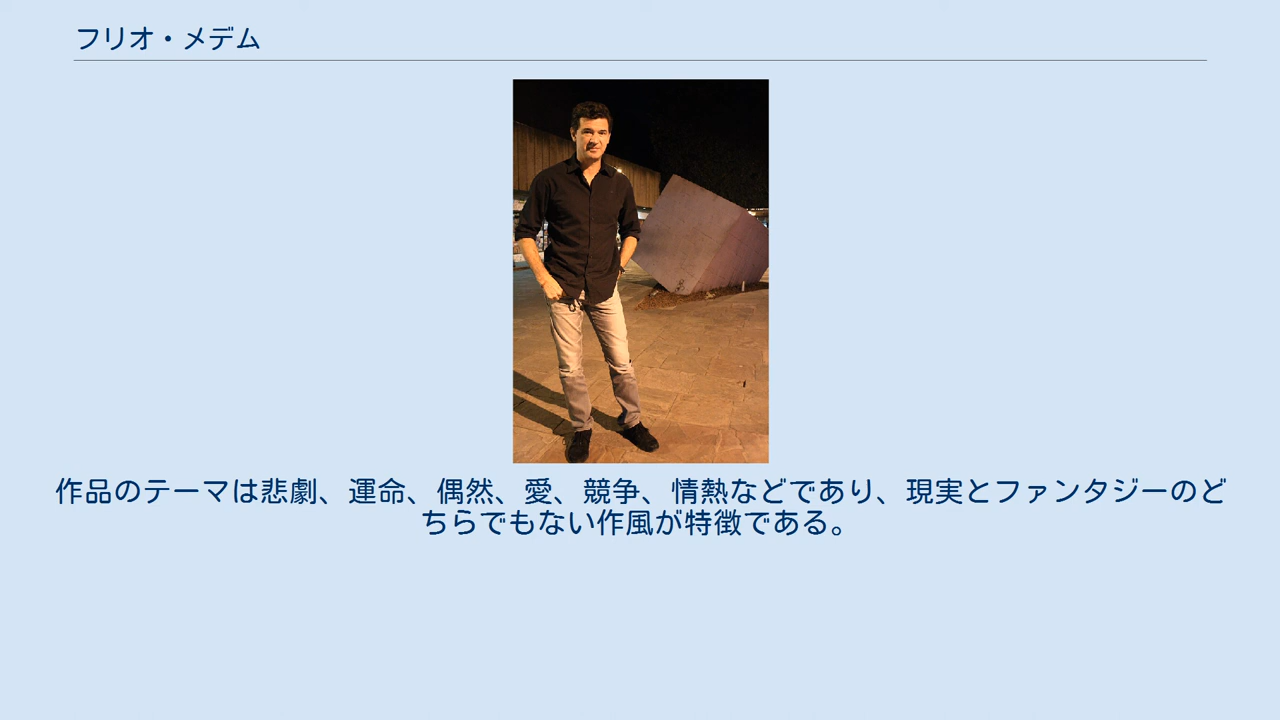 フリオ・メデム
作品のテーマは悲劇、運命、偶然、愛、競争、情熱などであり、現実とファンタジーのど
ちらでもない作風が特徴である。